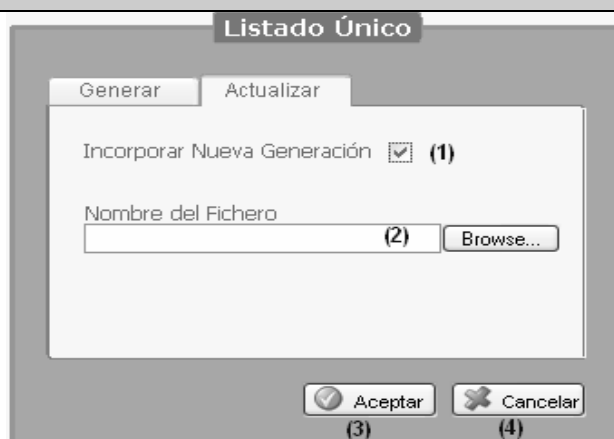 Listado Único
Generar Actualizar
Incorporar Nueva Generación (1)
Nombre del Fichero
(2) Browse...
Aceptar Cancelar
(3) (4)